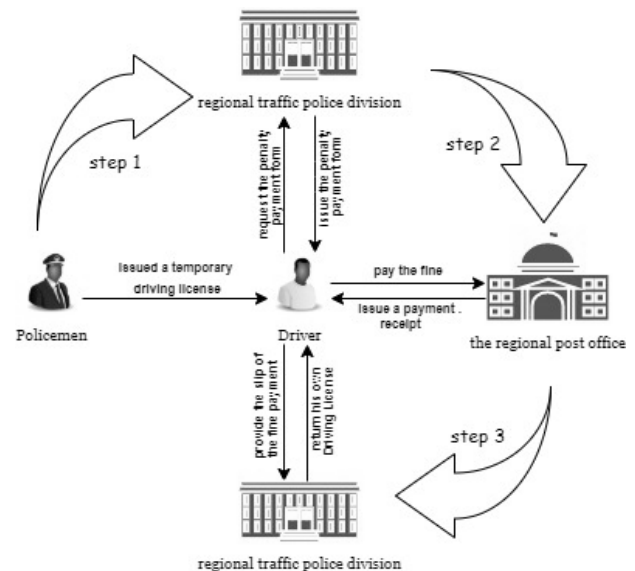 regional traffic police division
step 1
step 2
request the penalty
payment form
issue the penalty
payment form
Issued a temporary
driving license
pay the fine
Issue a payment .
receipt
Policemen
Driver
the regional post office
provide the slip of
the fine payment
return his own
Driving License
step 3
regional traffic police division